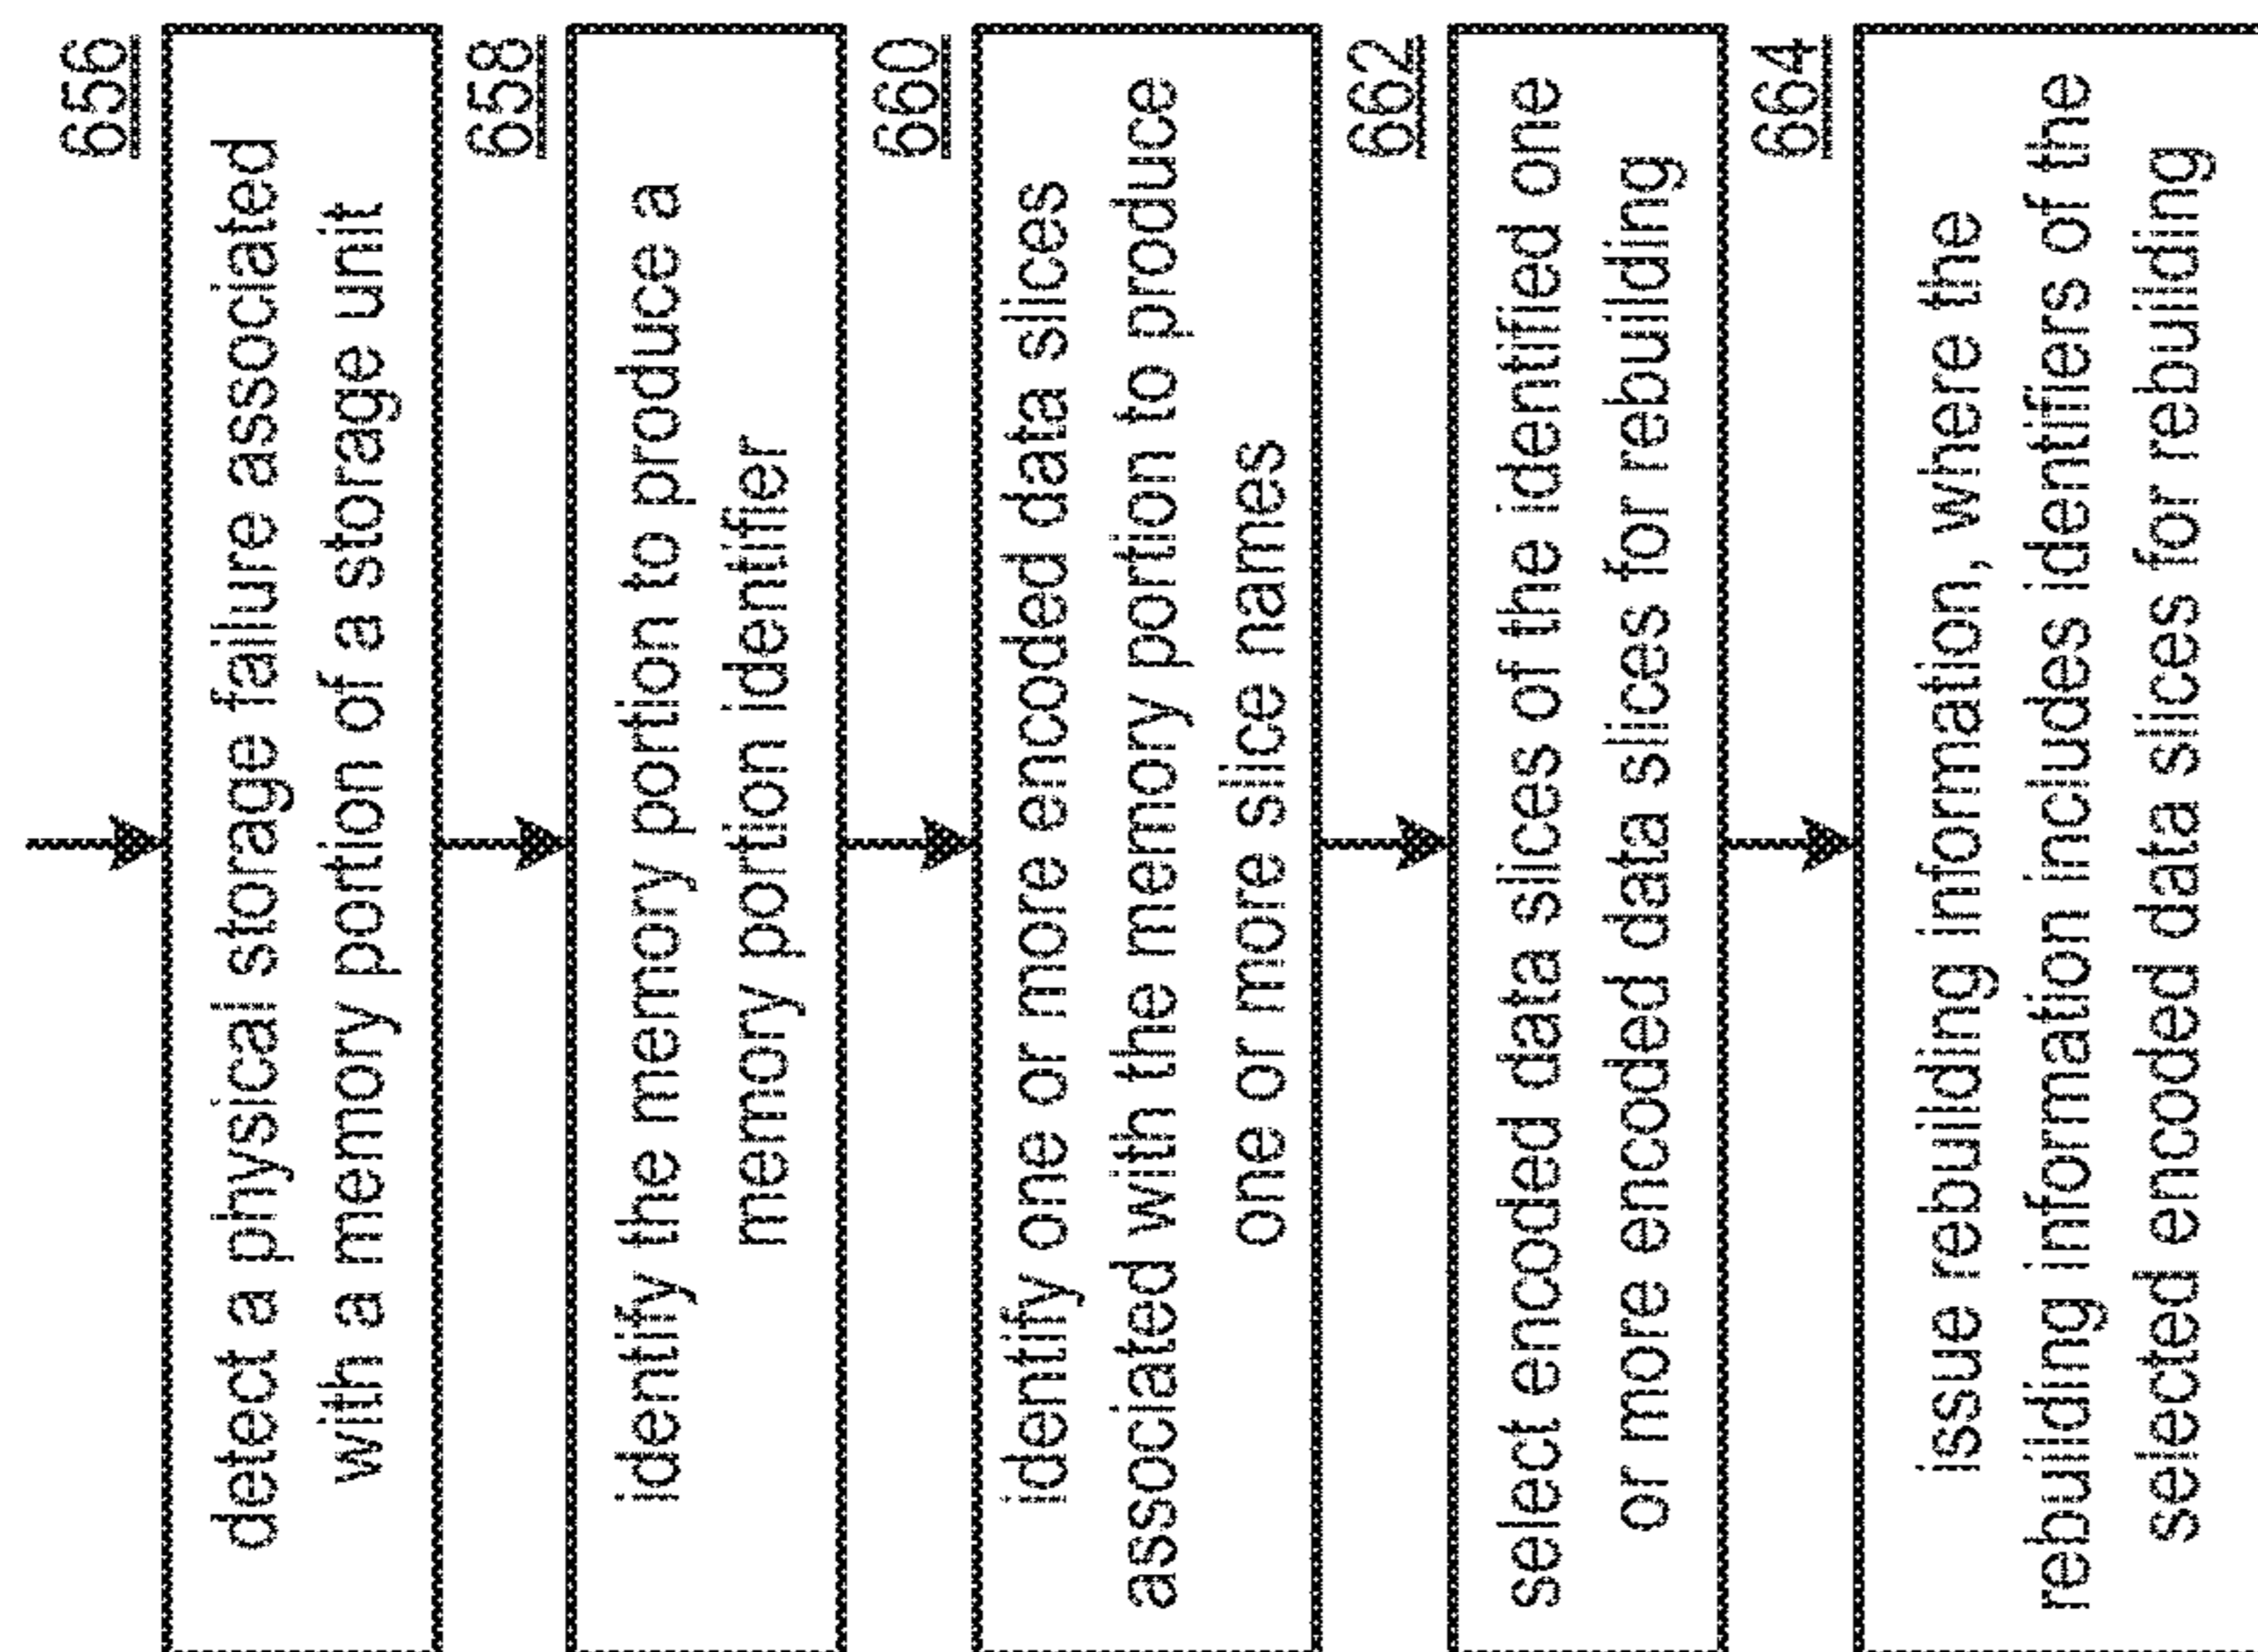 656
detect a physical storage failure associated
with a memory portion of a storage unit
658
identify the memory portion to produce a
memory portion identifier
660
identify one or more encoded data slices
associated with the memory portion to produce
one or more slice names
662
select encoded data slices of the identified one
or more encoded data slices for rebuilding
664
issue rebuilding information, where the
rebuilding information includes identifiers of the
selected encoded data slices for rebuilding